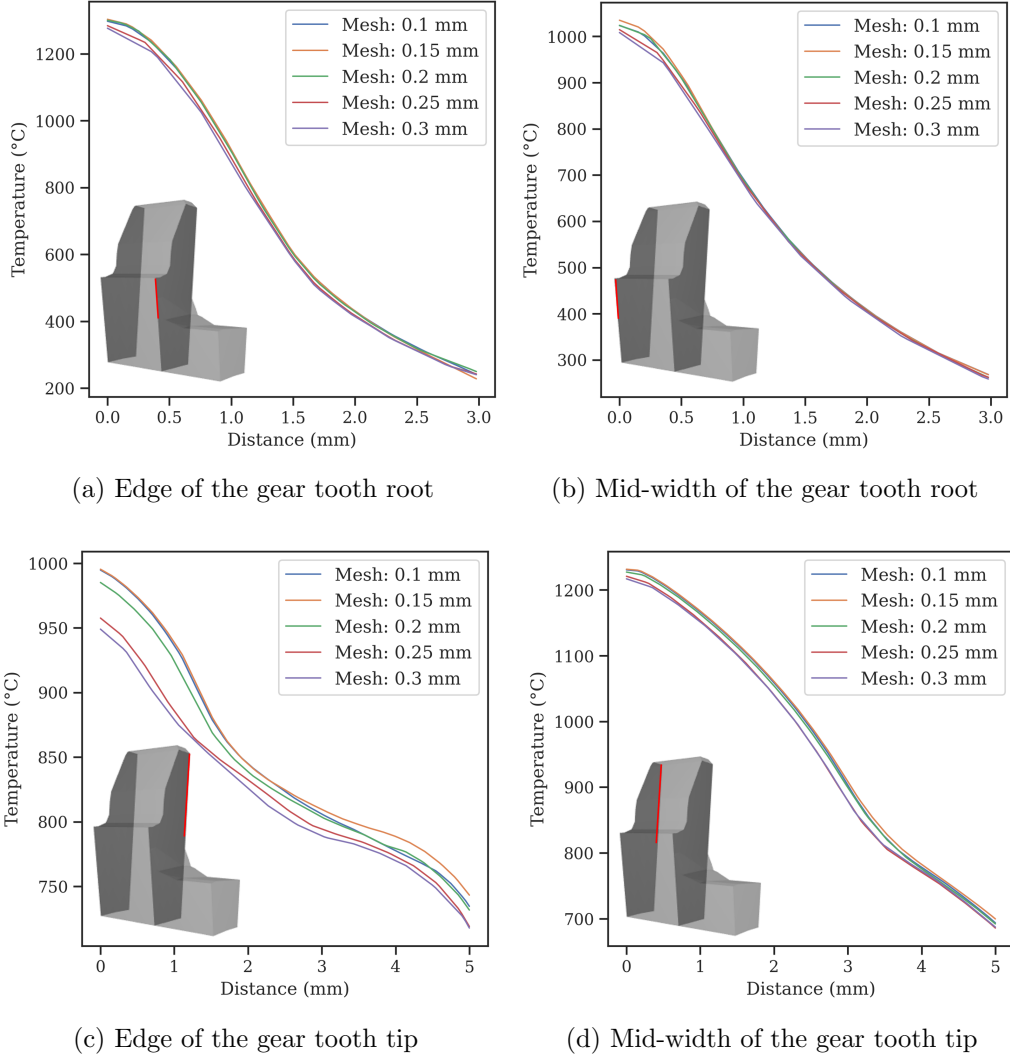 Mesh: 0.1 mm
Mesh: 0.15 mm
Mesh: 0.2 mm
Mesh: 0.25 mm
Mesh: 0.3 mm
Temperature (°C)
1200
1000
800
600
400
200
0.0 0.5 1.0 1.5 2.0 2.5 3.0
Distance (mm)
(a) Edge of the gear tooth root
Mesh: 0.1 mm
Mesh: 0.15 mm
Mesh: 0.2 mm
Mesh: 0.25 mm
Mesh: 0.3 mm
Temperature (°C)
1000
900
800
700
600
500
400
300
0.0 0.5 1.0 1.5 2.0 2.5 3.0
Distance (mm)
(b) Mid-width of the gear tooth root
Mesh: 0.1 mm
Mesh: 0.15 mm
Mesh: 0.2 mm
Mesh: 0.25 mm
Mesh: 0.3 mm
Temperature (°C)
1000
950
900
850
800
750
0 1 2 3 4 5
Distance (mm)
(c) Edge of the gear tooth tip
Mesh: 0.1 mm
Mesh: 0.15 mm
Mesh: 0.2 mm
Mesh: 0.25 mm
Mesh: 0.3 mm
Temperature (°C)
1200
1100
1000
900
800
700
0 1 2 3 4 5
Distance (mm)
(d) Mid-width of the gear tooth tip